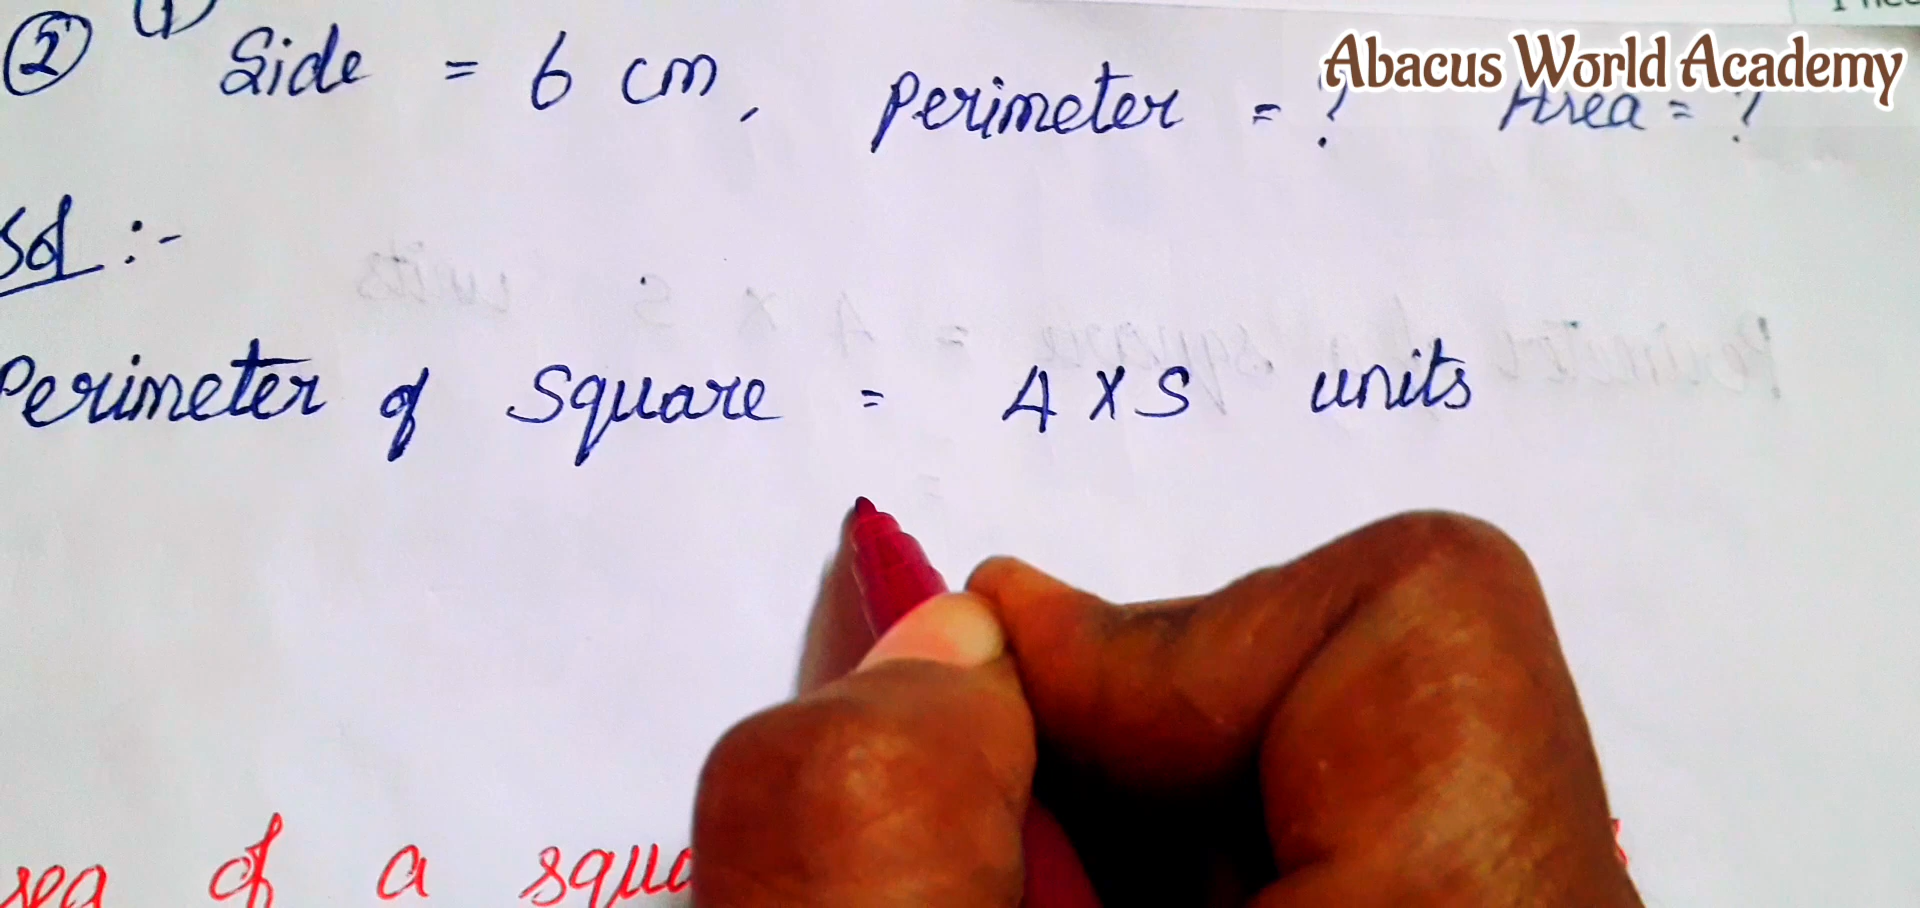 Abacus World Academy
② Side = 6 cm, Perimeter = ? Area = ?
Sol :-
Perimeter of Square = 4 × S units
of a